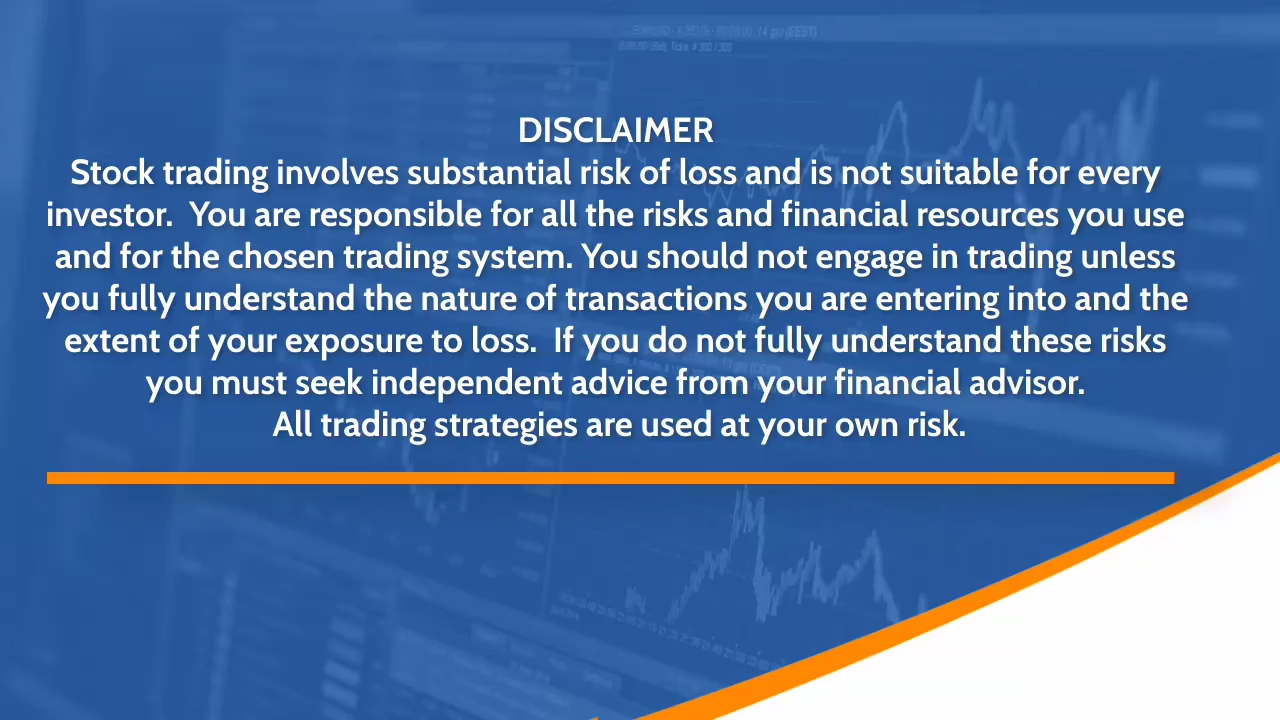 DISCLAIMER
Stock trading involves substantial risk of loss and is not suitable for every
investor.  You are responsible for all the risks and financial resources you use
and for the chosen trading system. You should not engage in trading unless
you fully understand the nature of transactions you are entering into and the
extent of your exposure to loss.  If you do not fully understand these risks
you must seek independent advice from your financial advisor.
All trading strategies are used at your own risk.